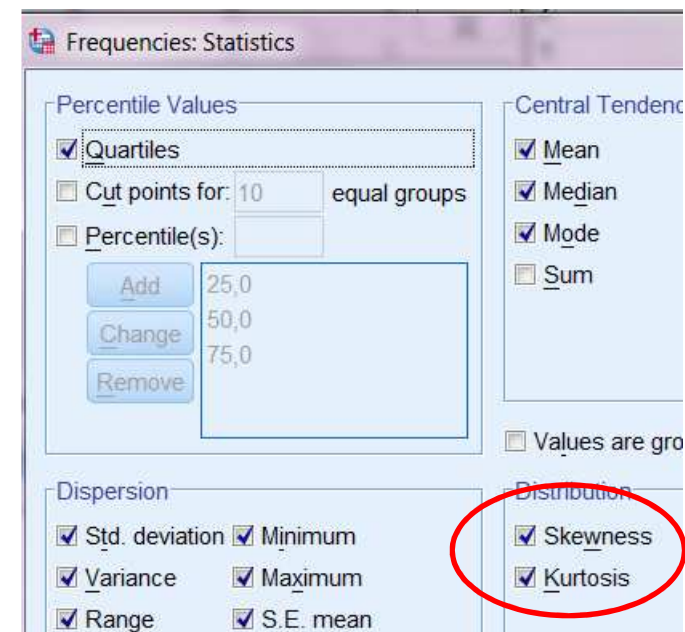 Frequencies: Statistics
Percentile Values
Quartiles
Cut points for: 10 equal groups
Percentile(s):
Add
Change
Remove
25,0
50,0
75,0
Central Tendenc
Mean
Median
Mode
Sum
Values are gro
Dispersion
Std. deviation Minimum
Variance Maximum
Range S.E. mean
Distribution
Skewness
Kurtosis